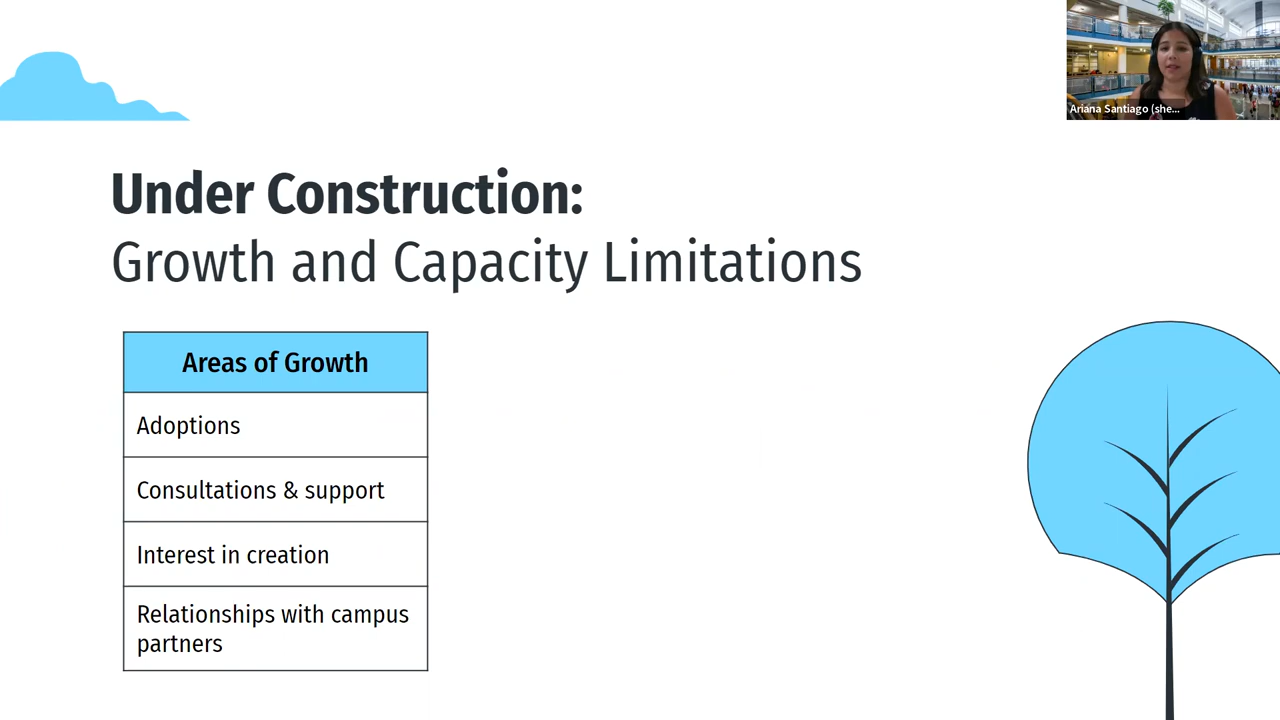 Ariana Santiago (she...
Under Construction:
Growth and Capacity Limitations
Areas of Growth
Adoptions
Consultations & support
Interest in creation
Relationships with campus
partners